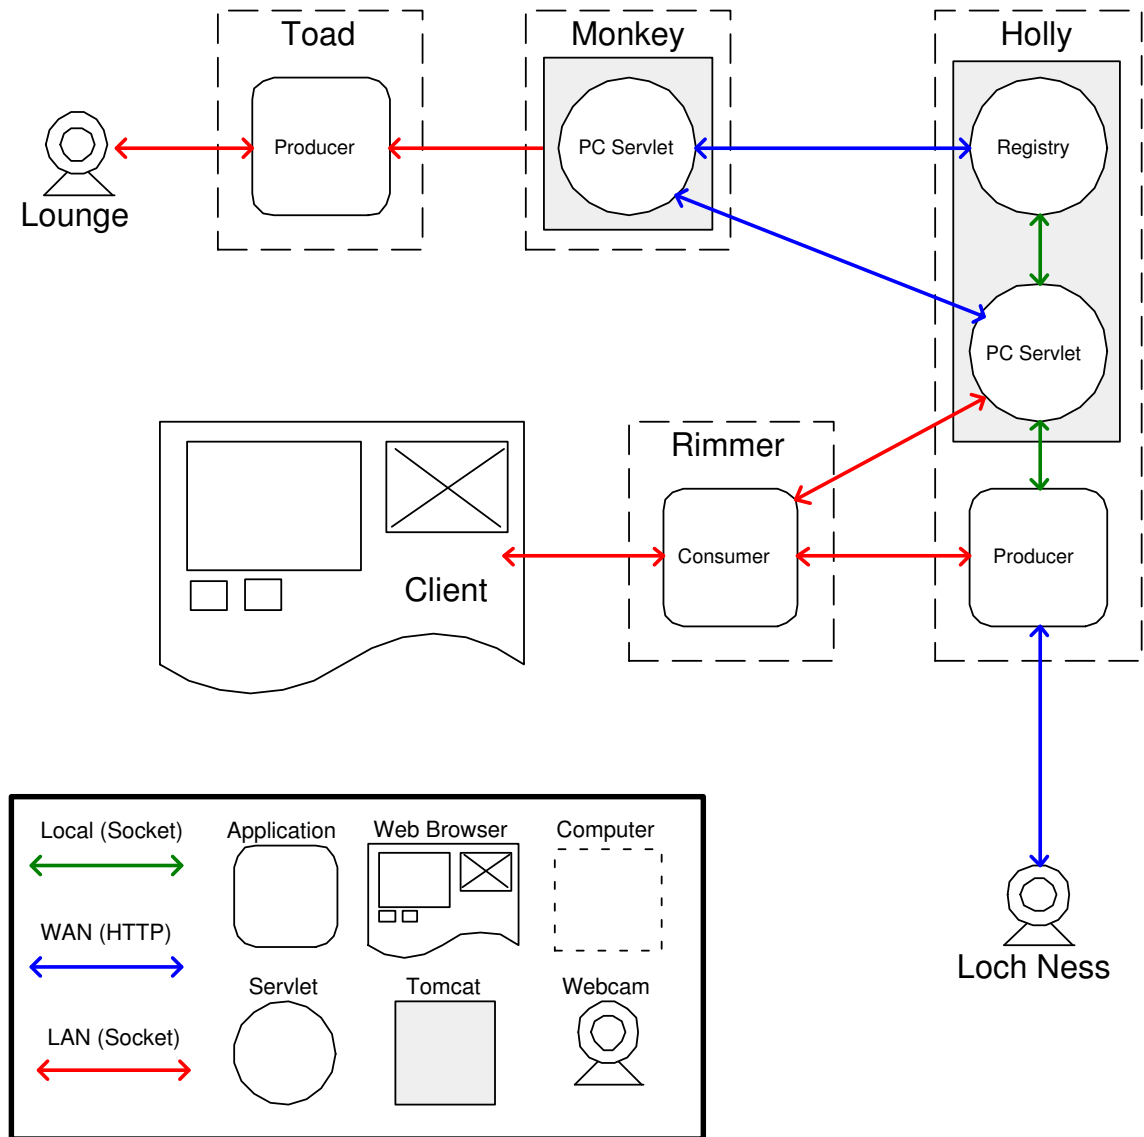 Toad
Monkey
Holly
Producer
PC Servlet
Registry
Lounge
PC Servlet
Rimmer
Consumer
Producer
Client
Local (Socket)
Application
Web Browser
Computer
WAN (HTTP)
Loch Ness
Servlet
Tomcat
Webcam
LAN (Socket)